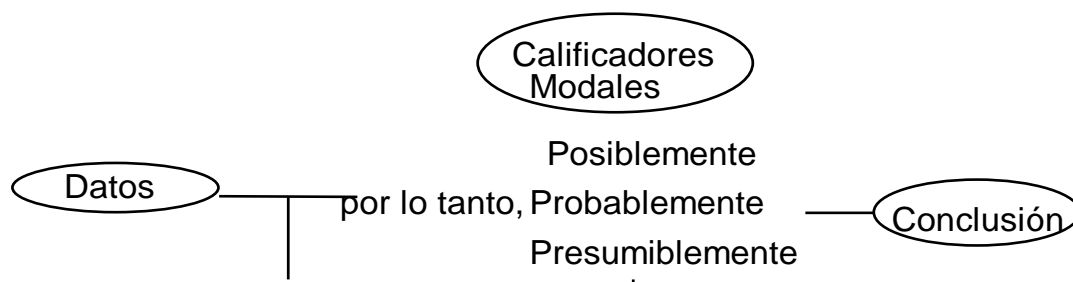 Calificadores
Modales
Posiblemente
Datos
por lo tanto, Probablemente
Conclusión
Presumiblemente